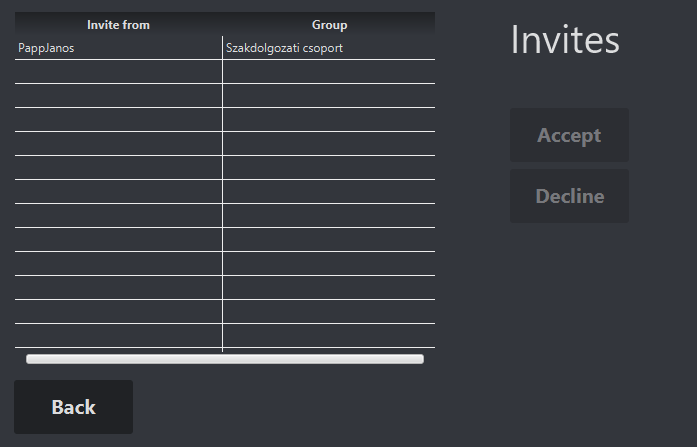 Invite from Group
PappJanos Szakdolgozati csoport
Invites
Accept
Decline
Back